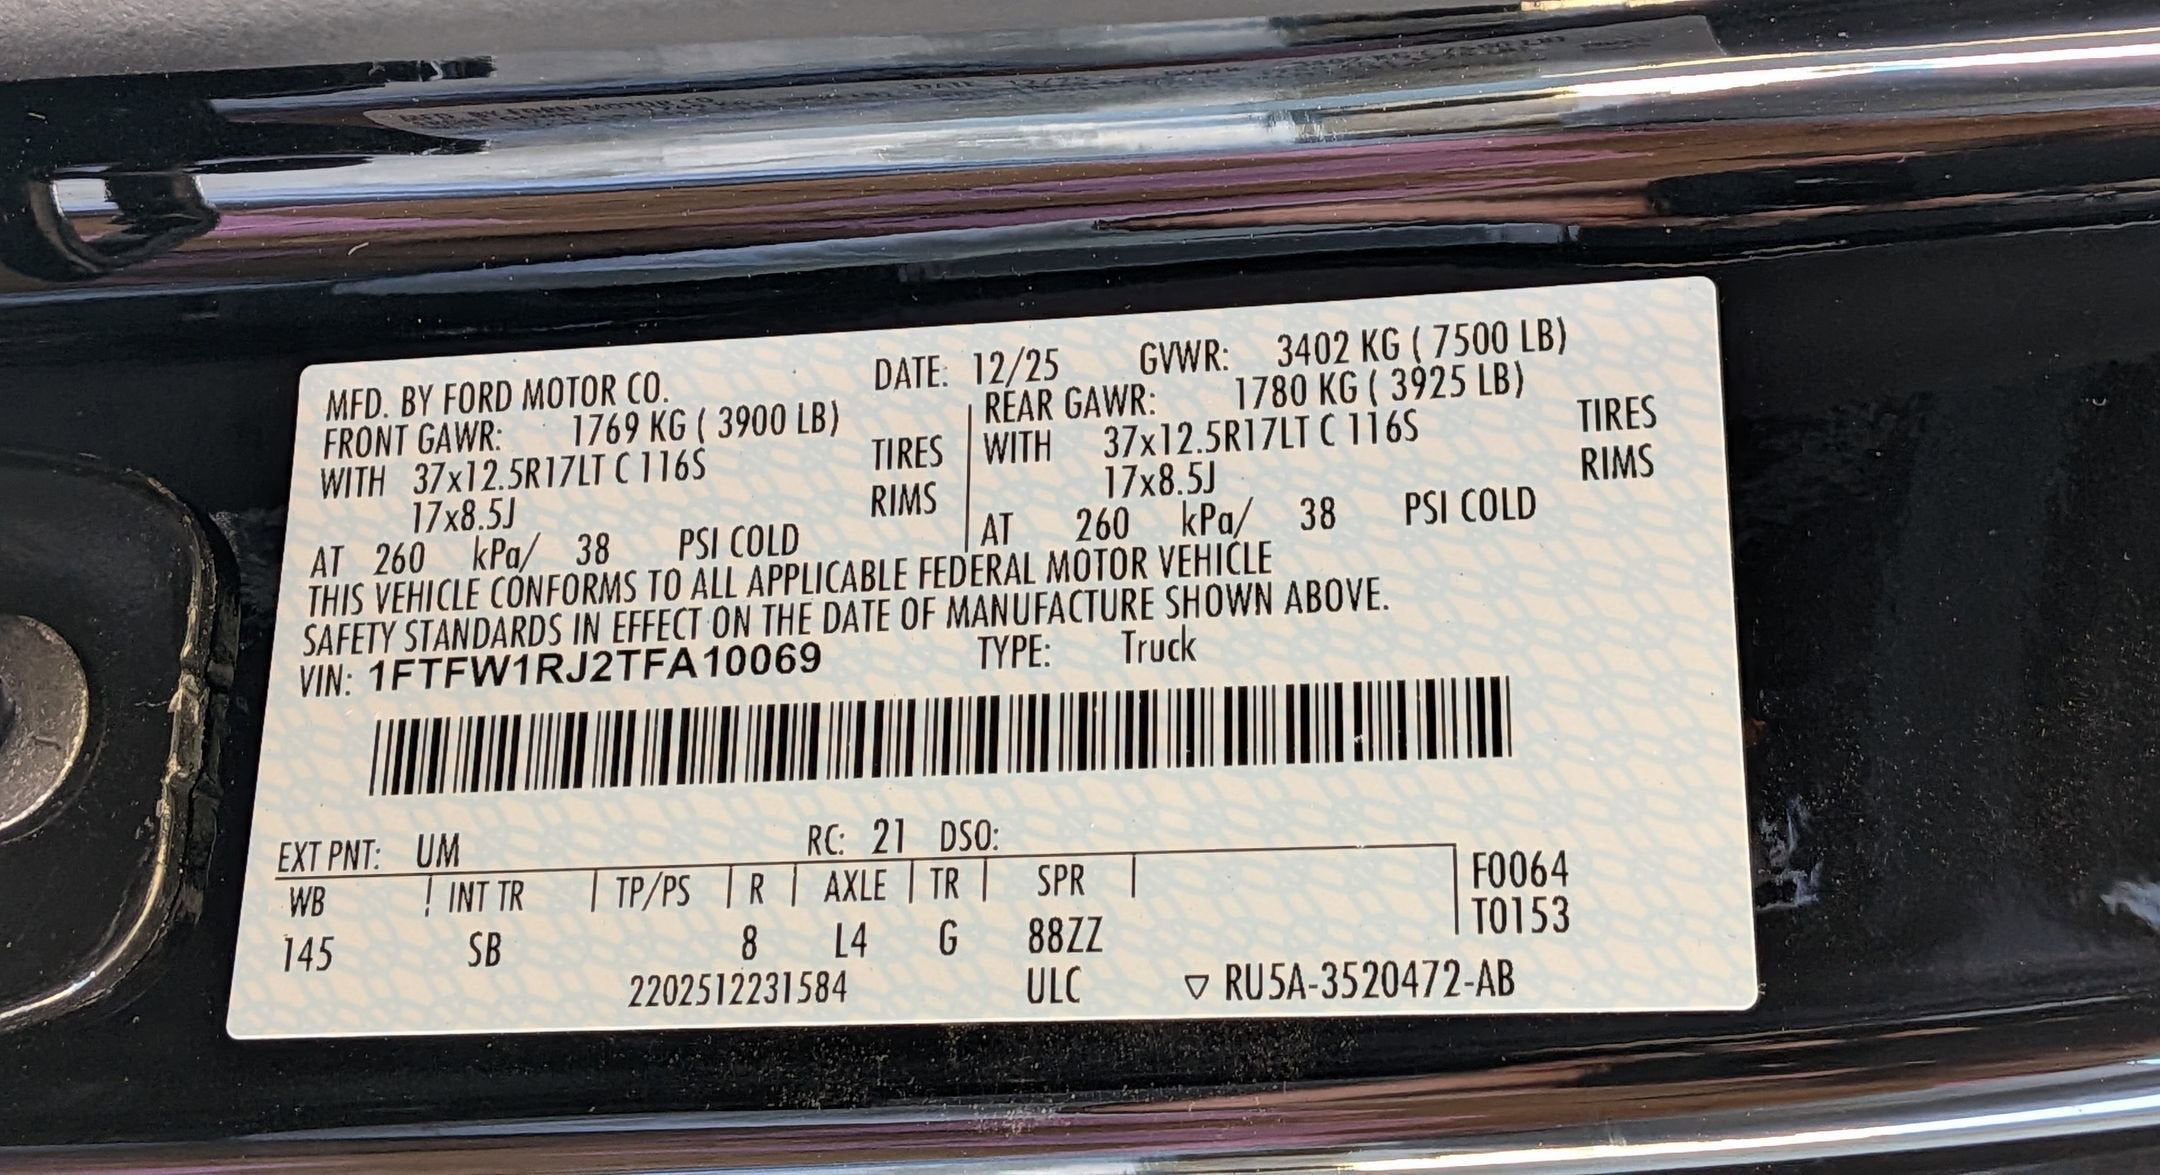 MFD. BY FORD MOTOR CO. DATE: 12/25 GVWR: 3402 KG ( 7500 LB)
FRONT GAWR: 1769 KG ( 3900 LB) REAR GAWR: 1780 KG ( 3925 LB)
WITH 37x12.5R17LT C 116S TIRES WITH 37x12.5R17LT C 116S TIRES
17x8.5J RIMS 17x8.5J RIMS
AT 260 kPa/ 38 PSI COLD AT 260 kPa/ 38 PSI COLD
THIS VEHICLE CONFORMS TO ALL APPLICABLE FEDERAL MOTOR VEHICLE
SAFETY STANDARDS IN EFFECT ON THE DATE OF MANUFACTURE SHOWN ABOVE.
VIN: 1FTFW1RJ2TFA10069 TYPE: Truck
EXT PNT: UM RC: 21 DSO:
WB INT TR TP/PS R AXLE TR SPR F0064
T0153
145 SB 8 L4 G 88ZZ
2202512231584 ULC ▽ RU5A-3520472-AB